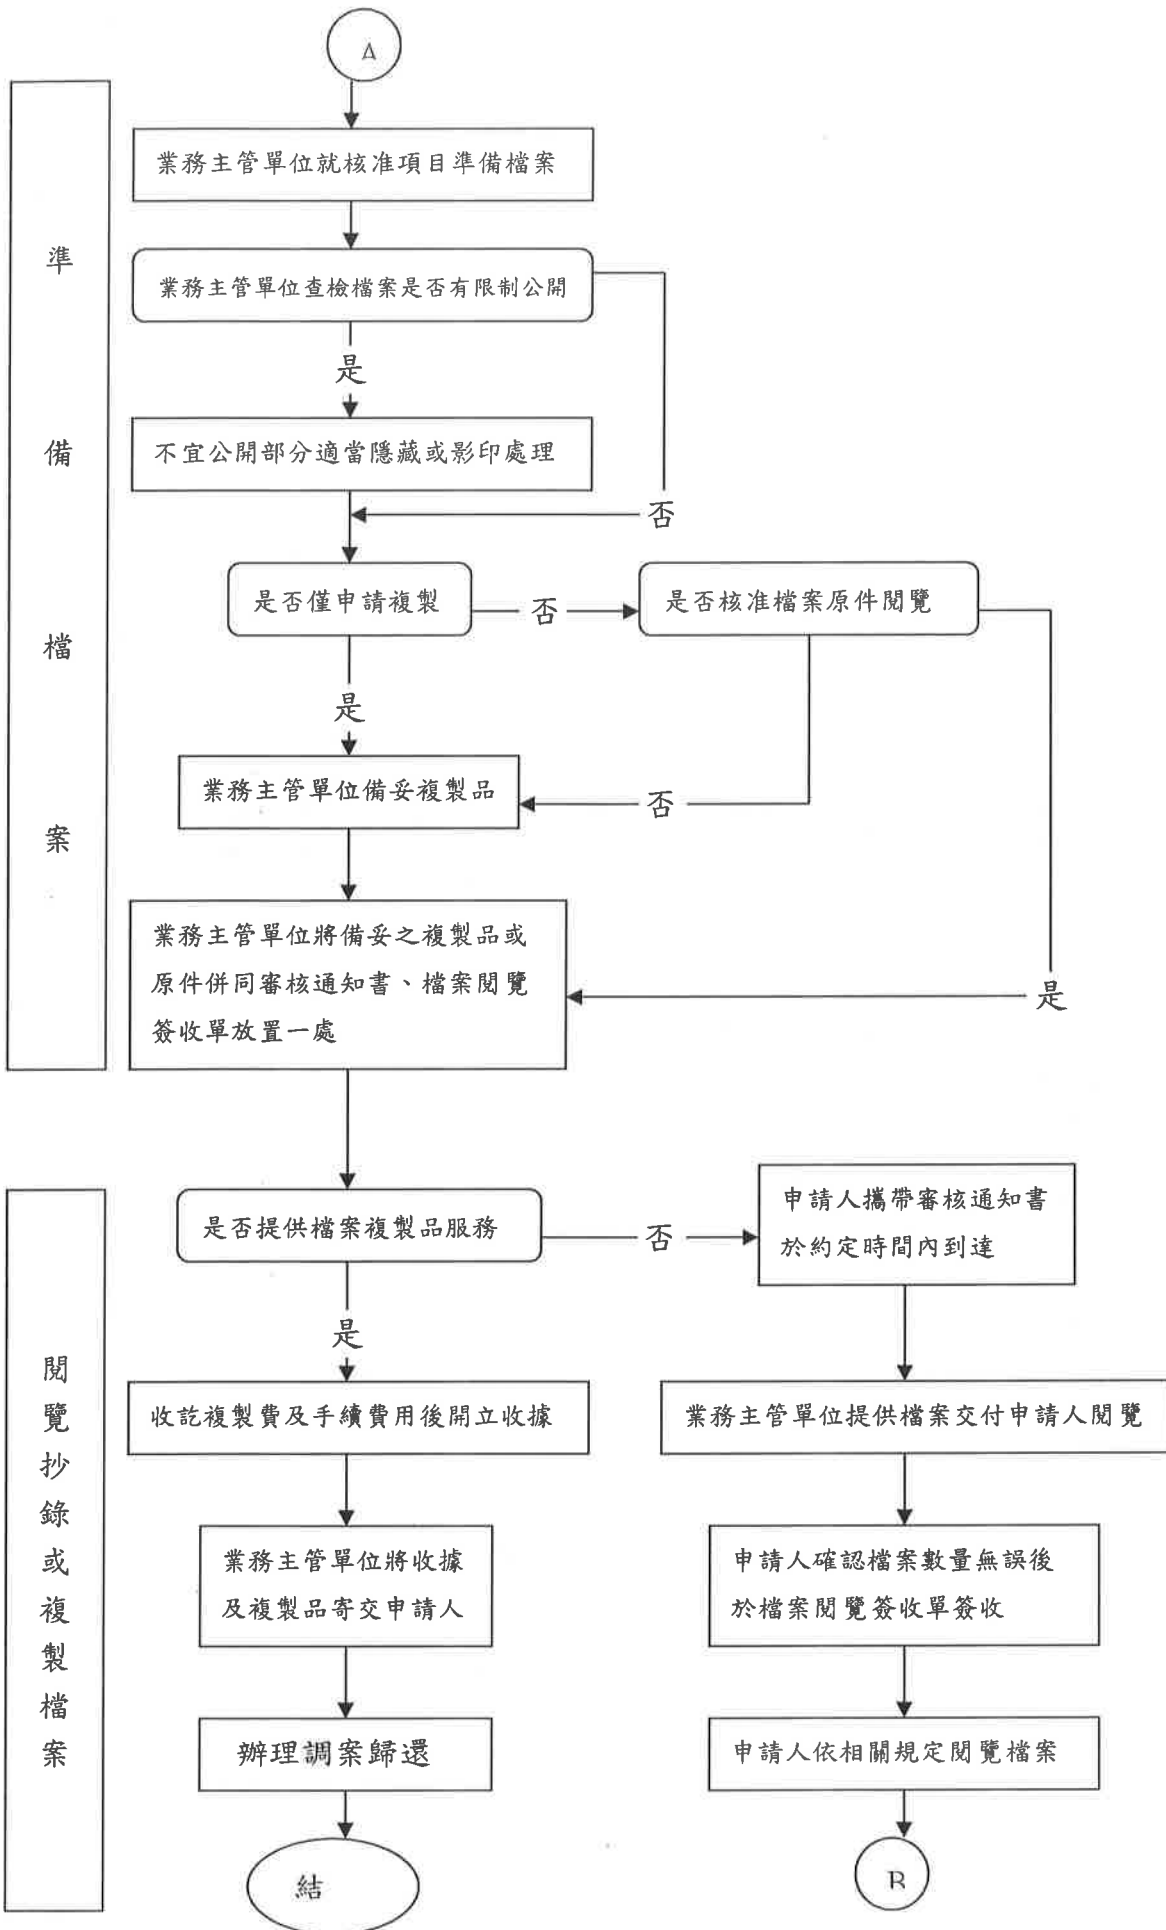 A
準備檔案
業務主管單位就核准項目準備檔案
業務主管單位查檢檔案是否有限制公開
是
不宜公開部分適當隱藏或影印處理
否
是否僅申請複製
否
是否核准檔案原件閱覽
是
業務主管單位備妥複製品
否
業務主管單位將備妥之複製品或
原件併同審核通知書、檔案閱覽
簽收單放置一處
是
閱覽抄錄或複製檔案
是否提供檔案複製品服務
否
申請人攜帶審核通知書
於約定時間內到達
是
收訖複製費及手續費用後開立收據
業務主管單位提供檔案交付申請人閱覽
業務主管單位將收據
及複製品寄交申請人
申請人確認檔案數量無誤後
於檔案閱覽簽收單簽收
辦理調案歸還
申請人依相關規定閱覽檔案
結
B